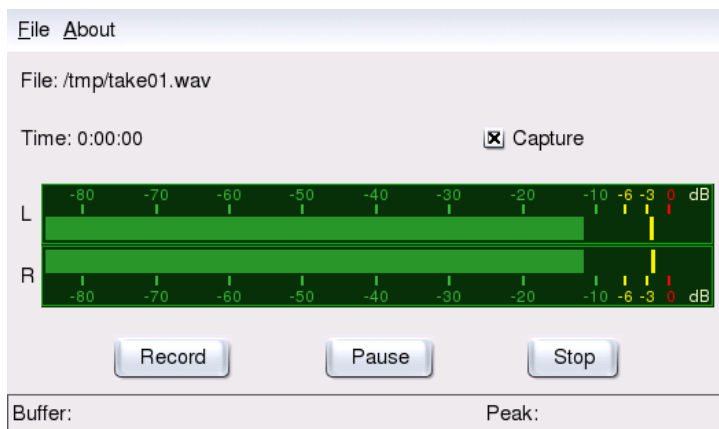 File About
File: /tmp/take01.wav
Time: 0:00:00 Capture
-80 -70 -60 -50 -40 -30 -20 -10 -6 -3 0 dB
L
R
-80 -70 -60 -50 -40 -30 -20 -10 -6 -3 0 dB
Record Pause Stop
Buffer: Peak: